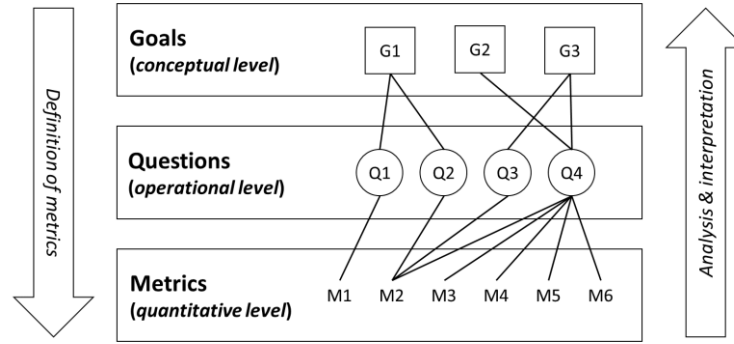 Definition of metrics
Goals
(conceptual level)
G1 G2 G3
Questions
(operational level)
Q1 Q2 Q3 Q4
Metrics
(quantitative level)
M1 M2 M3 M4 M5 M6
Analysis & interpretation